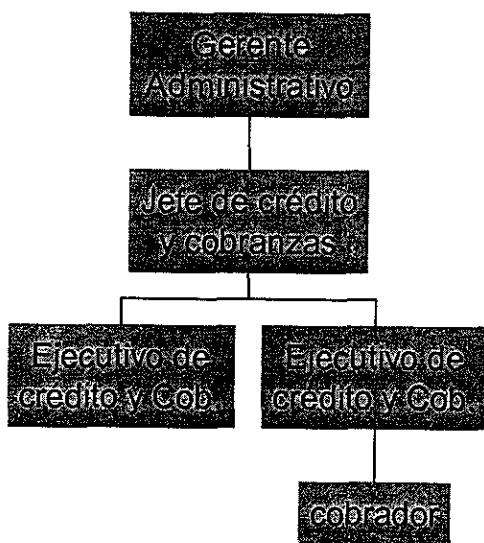 Gerente
Administrativo
Jefe de crédito
y cobranzas
Ejecutivo de
crédito y Cob.
Ejecutivo de
crédito y Cob.
cobrador